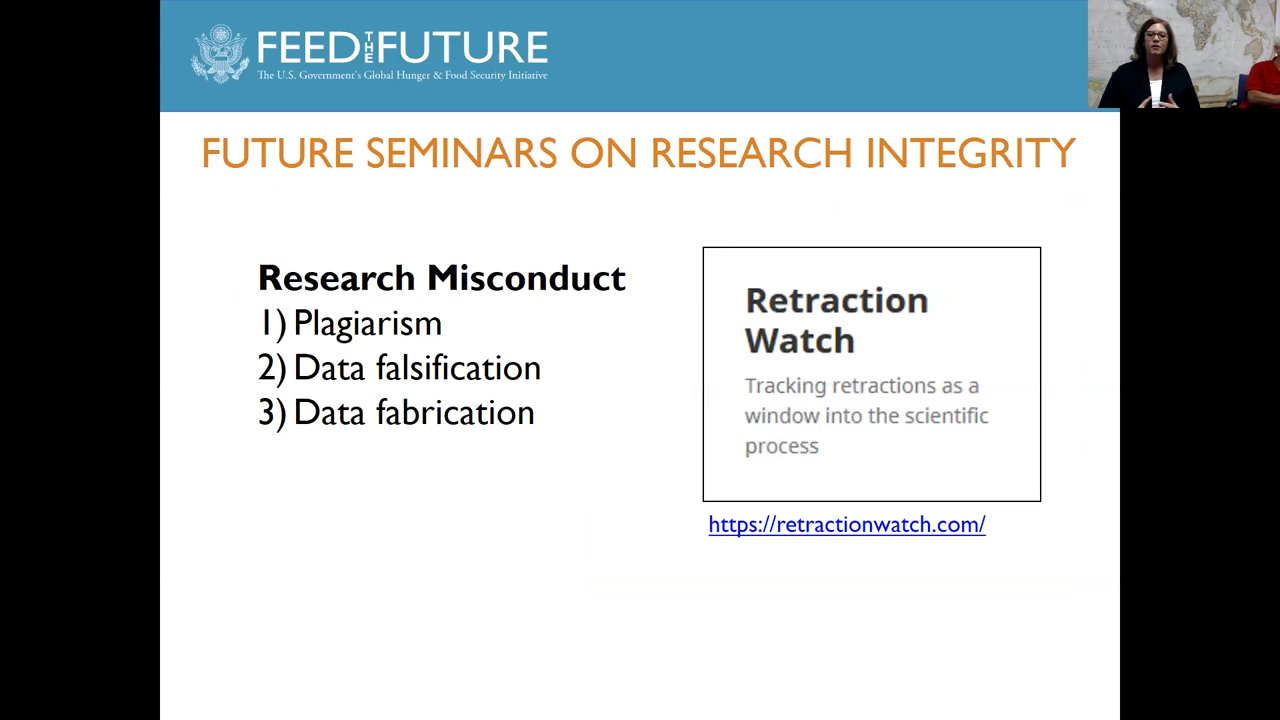 FEED THE FUTURE
The U.S. Government's Global Hunger & Food Security Initiative
FUTURE SEMINARS ON RESEARCH INTEGRITY
Research Misconduct
1) Plagiarism
2) Data falsification
3) Data fabrication
Retraction
Watch
Tracking retractions as a
window into the scientific
process
https://retractionwatch.com/